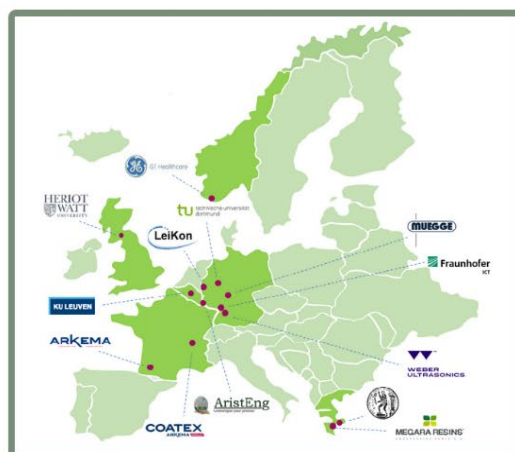 GE Healthcare
HERIOT
WATT
UNIVERSITY
tu technische universität
dortmund
LeiKon
MUEGGE
Fraunhofer
ICT
KU LEUVEN
ARKEMA
WEBER
ULTRASONICS
AristEng
COATEX
ARKEMA
MEGARA RESINS